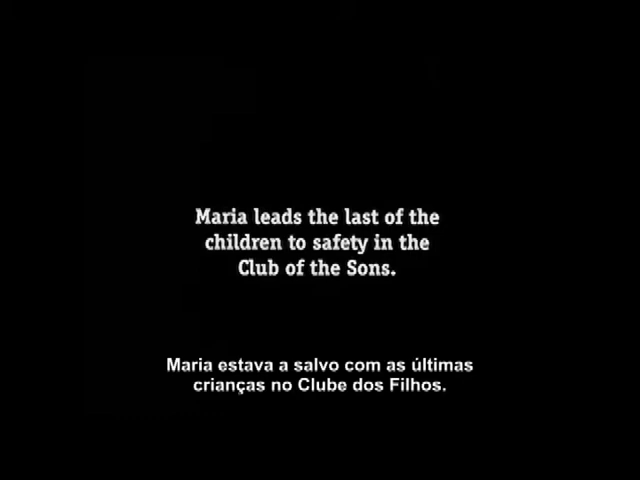 Maria leads the last of the
children to safety in the
Club of the Sons.
Maria estava a salvo com as últimas
crianças no Clube dos Filhos.